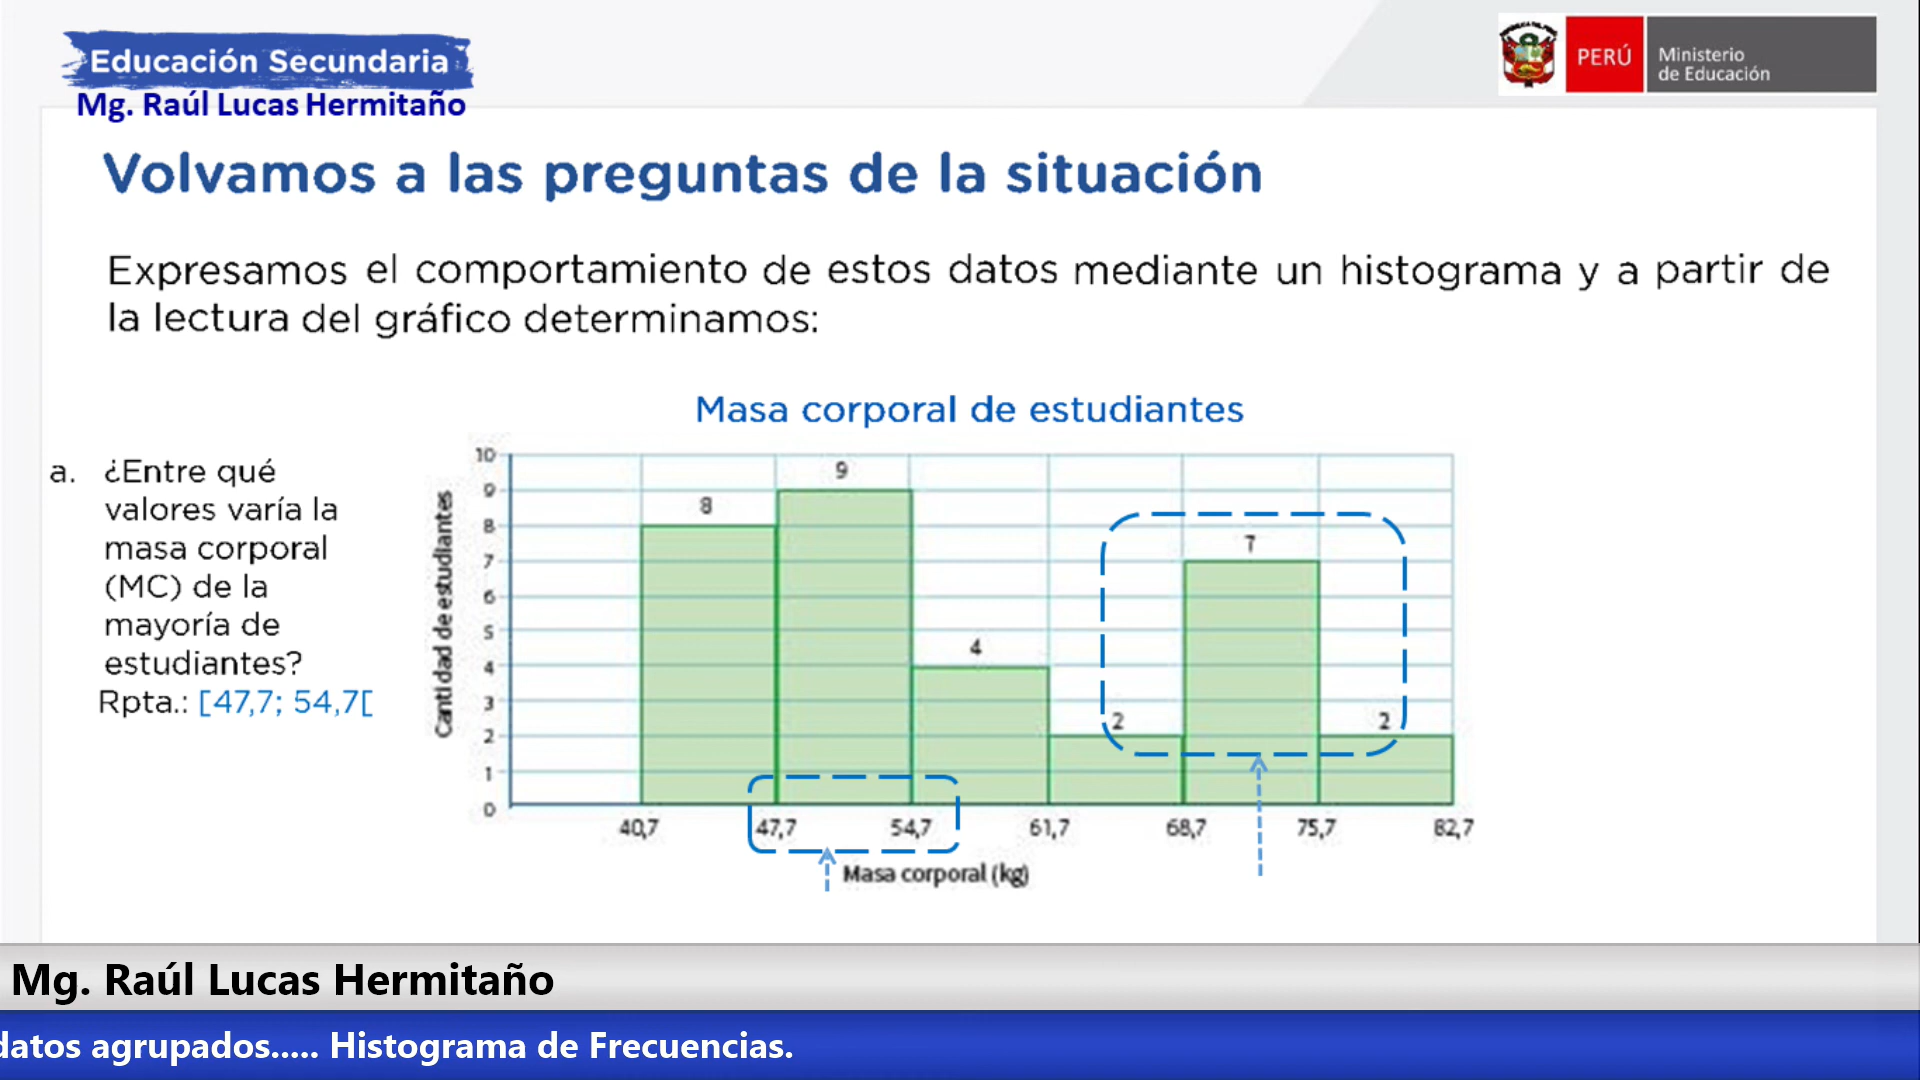 Educación Secundaria
Mg. Raúl Lucas Hermitaño
PERÚ
Ministerio
de Educación
Volvamos a las preguntas de la situación
Expresamos el comportamiento de estos datos mediante un histograma y a partir de
la lectura del gráfico determinamos:
a. ¿Entre qué
valores varía la
masa corporal
(MC) de la
mayoría de
estudiantes?
Rpta.: [47,7; 54,7[
Masa corporal de estudiantes
Cantidad de estudiantes
10
9
8
7
6
5
4
3
2
1
0
8
9
4
2
7
2
40,7 47,7 54,7 61,7 68,7 75,7 82,7
Masa corporal (kg)
Mg. Raúl Lucas Hermitaño
datos agrupados..... Histograma de Frecuencias.